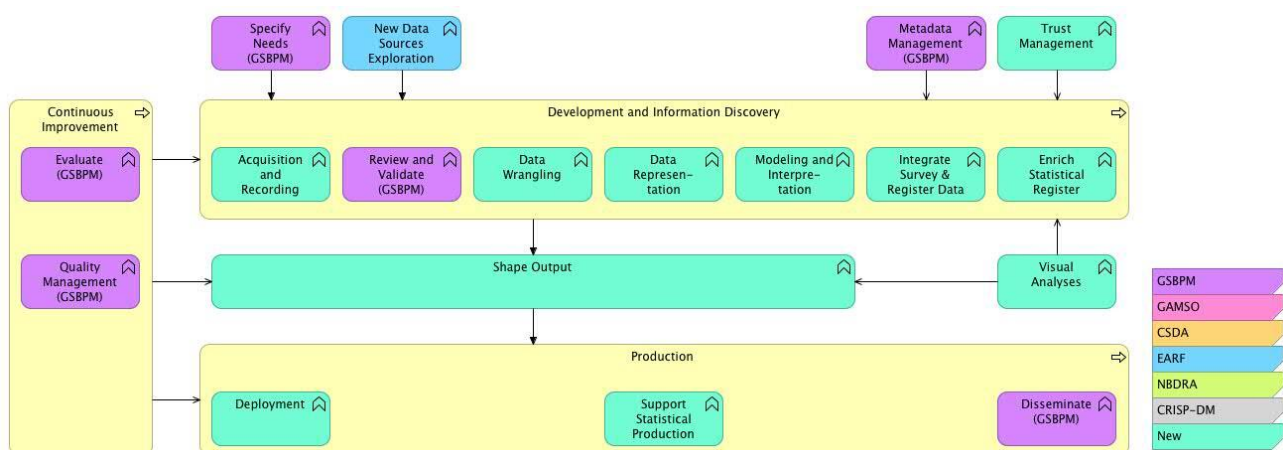 Specify
Needs
(GSBPM)
New Data
Sources
Exploration
Metadata
Management
(GSBPM)
Trust
Management
Continuous
Improvement
Development and Information Discovery
Evaluate
(GSBPM)
Acquisition
and
Recording
Review and
Validate
(GSBPM)
Data
Wrangling
Data
Represen-
tation
Modeling and
Interpre-
tation
Integrate
Survey &
Register Data
Enrich
Statistical
Register
Quality
Management
(GSBPM)
Shape Output
Visual
Analyses
Production
Deployment
Support
Statistical
Production
Disseminate
(GSBPM)
GSBPM
GAMSO
CSDA
EARF
NBDRA
CRISP-DM
New